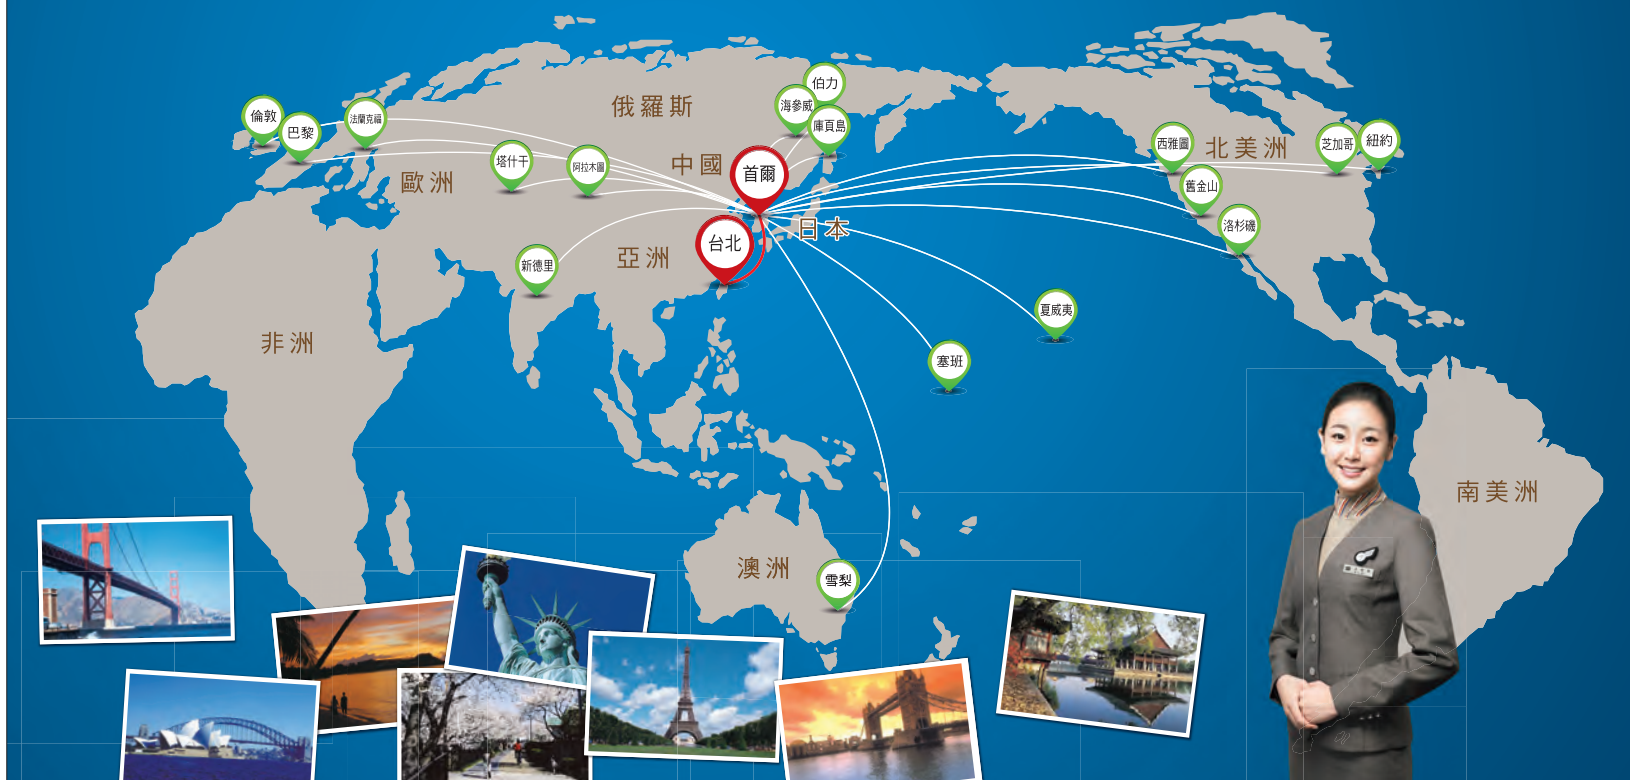 伯力
海參威
俄羅斯
倫敦
巴黎
法蘭克福
庫頁島
塔什干
阿拉木圖
中國
首爾
西雅圖
北美洲
芝加哥
紐約
歐洲
舊金山
洛杉磯
日本
台北
亞洲
新德里
夏威夷
非洲
塞班
南美洲
澳洲
雪梨